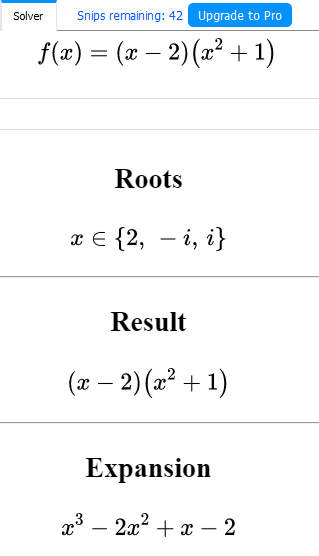 Solver Snips remaining: 42 Upgrade to Pro
f(x) = (x − 2)(x² + 1)
Roots
x ∈ {2, − i, i}
Result
(x − 2)(x² + 1)
Expansion
x³ − 2x² + x − 2